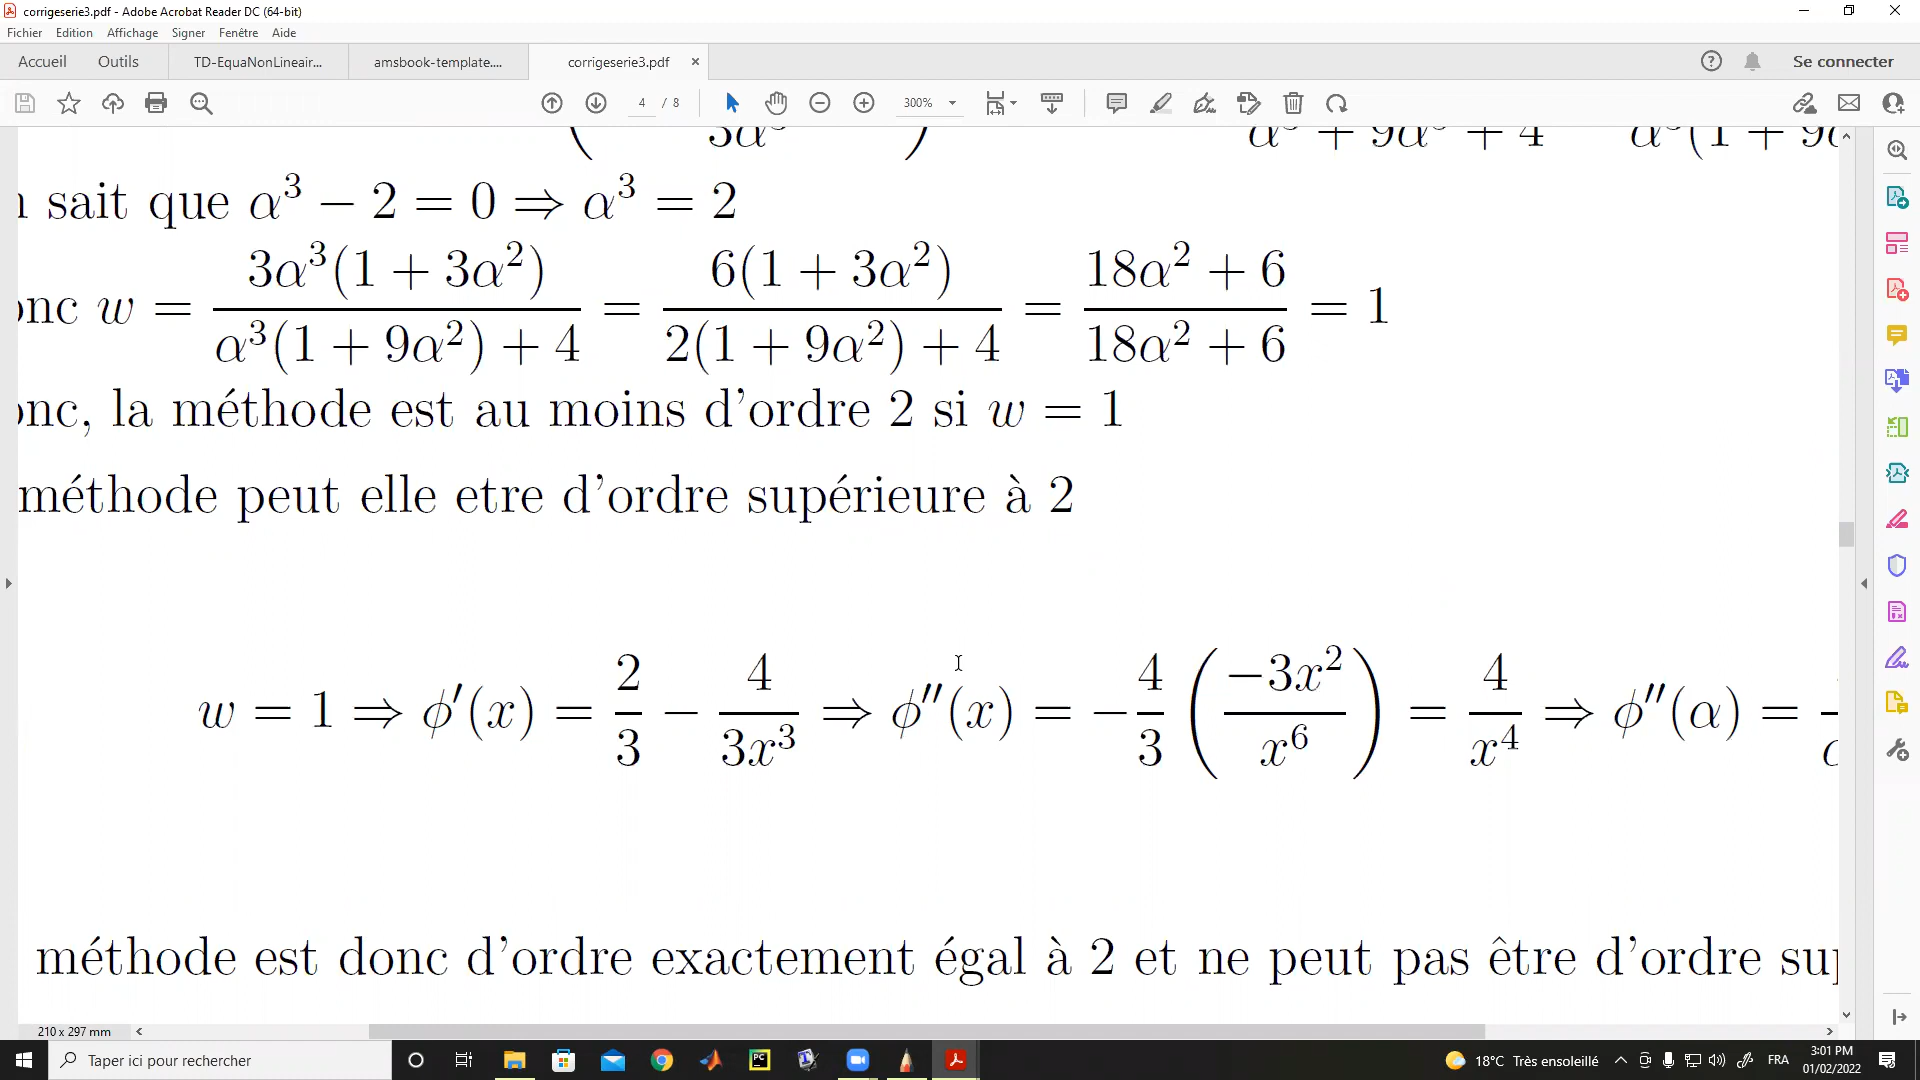 corrigeserie3.pdf - Adobe Acrobat Reader DC (64-bit)
Fichier Edition Affichage Signer Fenêtre Aide
Accueil Outils TD-EquaNonLineair... amsbook-template.... corrigeserie3.pdf × Se connecter
4 / 8 300%
sait que α³ − 2 = 0 ⇒ α³ = 2
onc w = 3α³(1 + 3α²) / α³(1 + 9α²) + 4 = 6(1 + 3α²) / 2(1 + 9α²) + 4 = 18α² + 6 / 18α² + 6 = 1
onc, la méthode est au moins d'ordre 2 si w = 1
méthode peut elle etre d'ordre supérieure à 2
w = 1 ⇒ ϕ′(x) = 2/3 − 4/3x³ ⇒ ϕ″(x) = −4/3 (−3x²/x⁶) = 4/x⁴ ⇒ ϕ″(α) =
méthode est donc d'ordre exactement égal à 2 et ne peut pas être d'ordre sup
210 x 297 mm
Taper ici pour rechercher 18°C Très ensoleillé FRA 3:01 PM
01/02/2022